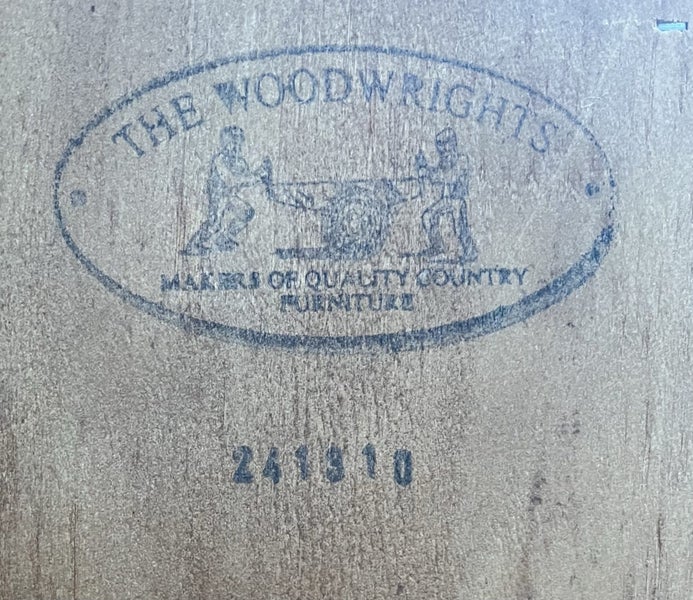 THE WOODWRIGHTS
MAKERS OF QUALITY COUNTRY
FURNITURE
241310